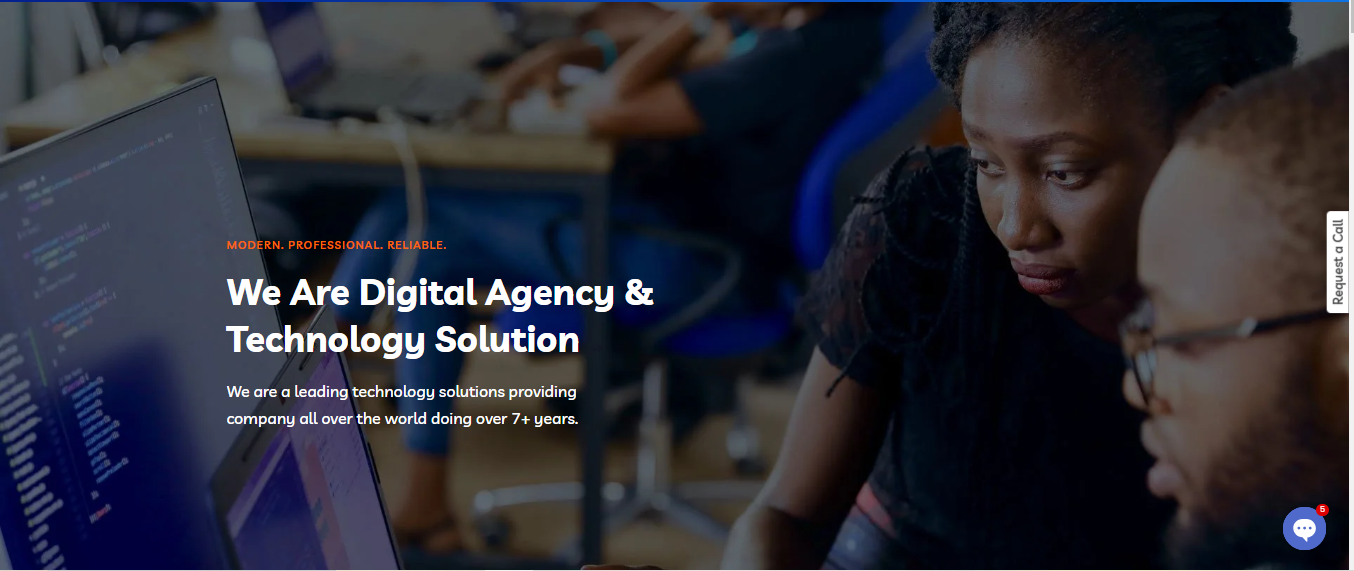 MODERN. PROFESSIONAL. RELIABLE.
We Are Digital Agency &
Technology Solution
We are a leading technology solutions providing
company all over the world doing over 7+ years.
Request a Call
5